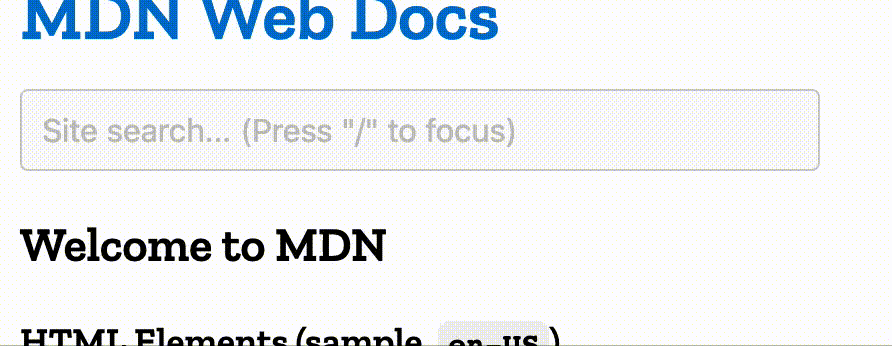 MDN Web Docs
Site search... (Press "/" to focus)
Welcome to MDN
HTML Elements (sample en-US)